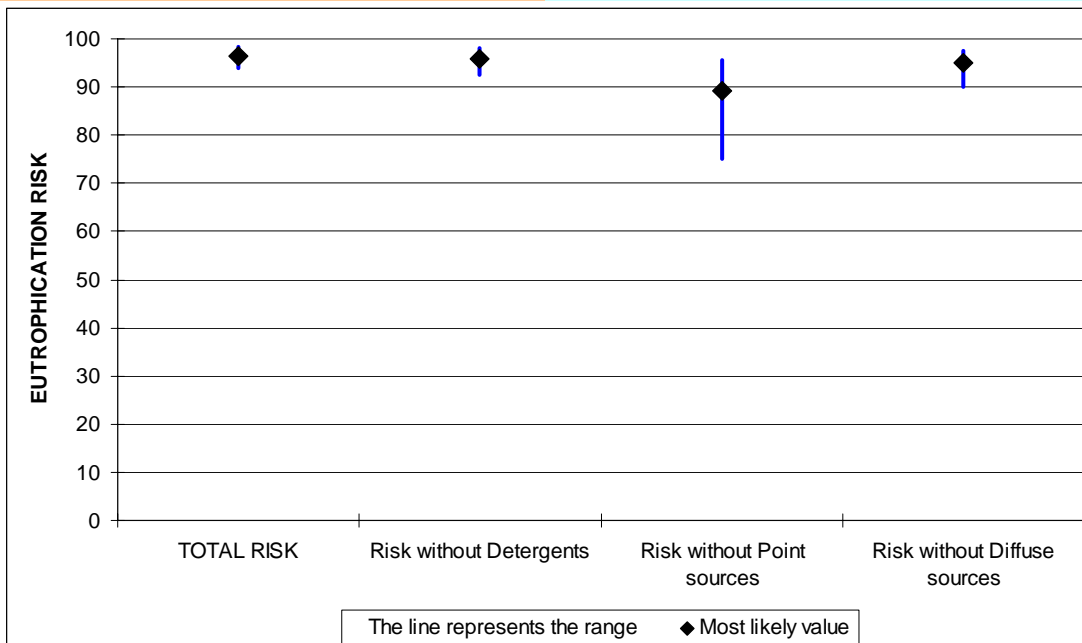 100
90
80
70
60
50
40
30
20
10
0
EUTROPHICATION RISK
TOTAL RISK
Risk without Detergents
Risk without Point
sources
Risk without Diffuse
sources
The line represents the range
Most likely value